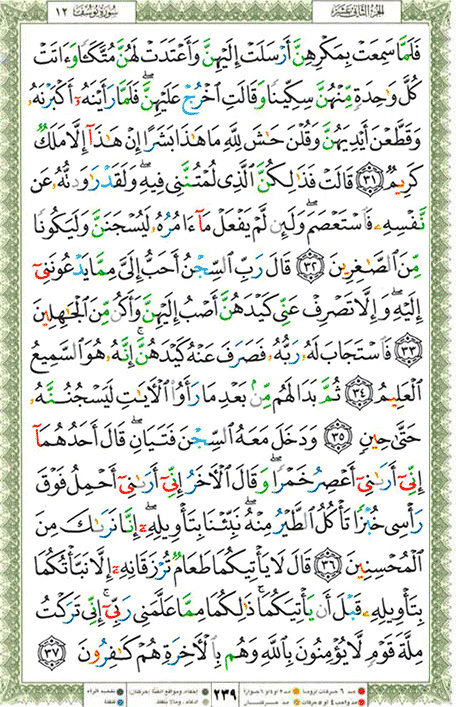 الجزء الثاني عشر سورة يوسف ١٢
فَلَمَّا سَمِعَتْ بِمَكْرِهِنَّ أَرْسَلَتْ إِلَيْهِنَّ وَأَعْتَدَتْ لَهُنَّ مُتَّكَـًٔا وَءَاتَتْ
كُلَّ وَٰحِدَةٍ مِّنْهُنَّ سِكِّينًا وَقَالَتِ ٱخْرُجْ عَلَيْهِنَّ ۖ فَلَمَّا رَأَيْنَهُۥٓ أَكْبَرْنَهُۥ
وَقَطَّعْنَ أَيْدِيَهُنَّ وَقُلْنَ حَٰشَ لِلَّهِ مَا هَٰذَا بَشَرًا إِنْ هَٰذَآ إِلَّا مَلَكٌ
كَرِيمٌ ٣١ قَالَتْ فَذَٰلِكُنَّ ٱلَّذِى لُمْتُنَّنِى فِيهِ ۖ وَلَقَدْ رَٰوَدتُّهُۥ عَن
نَّفْسِهِۦ فَٱسْتَعْصَمَ ۖ وَلَئِن لَّمْ يَفْعَلْ مَآ ءَامُرُهُۥ لَيُسْجَنَنَّ وَلَيَكُونًا
مِّنَ ٱلصَّٰغِرِينَ ٣٢ قَالَ رَبِّ ٱلسِّجْنُ أَحَبُّ إِلَىَّ مِمَّا يَدْعُونَنِىٓ
إِلَيْهِ ۖ وَإِلَّا تَصْرِفْ عَنِّى كَيْدَهُنَّ أَصْبُ إِلَيْهِنَّ وَأَكُن مِّنَ ٱلْجَٰهِلِينَ
٣٣ فَٱسْتَجَابَ لَهُۥ رَبُّهُۥ فَصَرَفَ عَنْهُ كَيْدَهُنَّ ۚ إِنَّهُۥ هُوَ ٱلسَّمِيعُ
ٱلْعَلِيمُ ٣٤ ثُمَّ بَدَا لَهُم مِّنۢ بَعْدِ مَا رَأَوُا۟ ٱلْءَايَٰتِ لَيَسْجُنُنَّهُۥ
حَتَّىٰ حِينٍ ٣٥ وَدَخَلَ مَعَهُ ٱلسِّجْنَ فَتَيَانِ ۖ قَالَ أَحَدُهُمَآ
إِنِّىٓ أَرَىٰنِىٓ أَعْصِرُ خَمْرًا ۖ وَقَالَ ٱلْءَاخَرُ إِنِّىٓ أَرَىٰنِىٓ أَحْمِلُ فَوْقَ
رَأْسِى خُبْزًا تَأْكُلُ ٱلطَّيْرُ مِنْهُ ۖ نَبِّئْنَا بِتَأْوِيلِهِۦٓ ۖ إِنَّا نَرَىٰكَ مِنَ
ٱلْمُحْسِنِينَ ٣٦ قَالَ لَا يَأْتِيكُمَا طَعَامٌ تُرْزَقَانِهِۦٓ إِلَّا نَبَّأْتُكُمَا
بِتَأْوِيلِهِۦ قَبْلَ أَن يَأْتِيَكُمَا ۚ ذَٰلِكُمَا مِمَّا عَلَّمَنِى رَبِّىٓ ۚ إِنِّى تَرَكْتُ
مِلَّةَ قَوْمٍ لَّا يُؤْمِنُونَ بِٱللَّهِ وَهُم بِٱلْءَاخِرَةِ هُمْ كَٰفِرُونَ ٣٧
٢٣٩